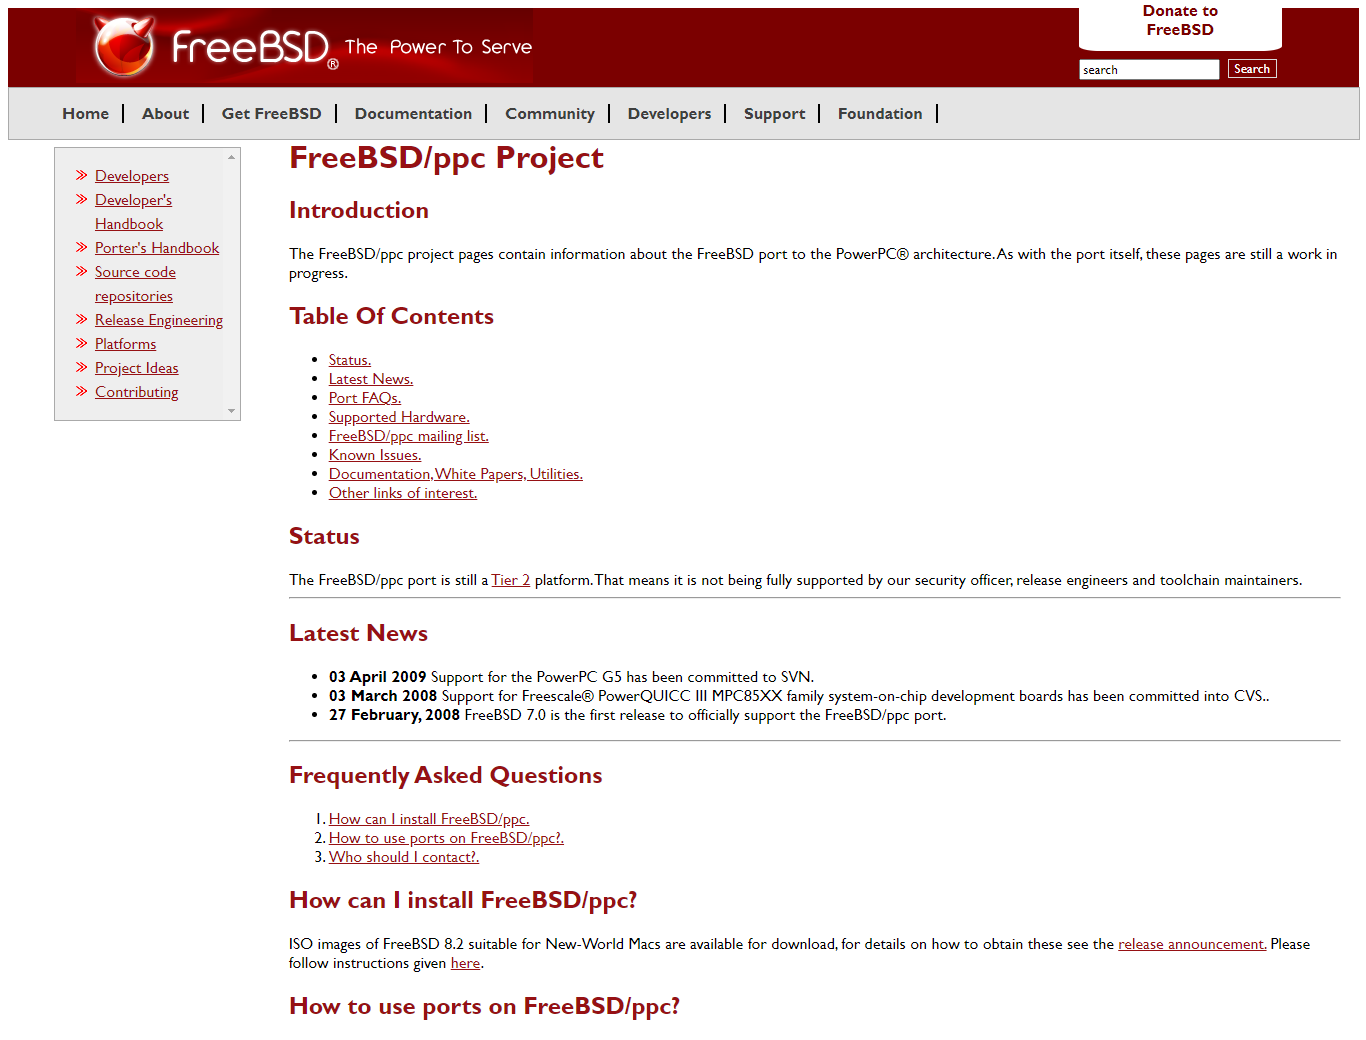 FreeBSD® The Power To Serve
Donate to
FreeBSD
search Search
Home About Get FreeBSD Documentation Community Developers Support Foundation
Developers
Developer's
Handbook
Porter's Handbook
Source code
repositories
Release Engineering
Platforms
Project Ideas
Contributing
FreeBSD/ppc Project
Introduction
The FreeBSD/ppc project pages contain information about the FreeBSD port to the PowerPC® architecture. As with the port itself, these pages are still a work in
progress.
Table Of Contents
• Status.
• Latest News.
• Port FAQs.
• Supported Hardware.
• FreeBSD/ppc mailing list.
• Known Issues.
• Documentation, White Papers, Utilities.
• Other links of interest.
Status
The FreeBSD/ppc port is still a Tier 2 platform. That means it is not being fully supported by our security officer, release engineers and toolchain maintainers.
Latest News
• 03 April 2009 Support for the PowerPC G5 has been committed to SVN.
• 03 March 2008 Support for Freescale® PowerQUICC III MPC85XX family system-on-chip development boards has been committed into CVS..
• 27 February, 2008 FreeBSD 7.0 is the first release to officially support the FreeBSD/ppc port.
Frequently Asked Questions
1. How can I install FreeBSD/ppc.
2. How to use ports on FreeBSD/ppc?.
3. Who should I contact?.
How can I install FreeBSD/ppc?
ISO images of FreeBSD 8.2 suitable for New-World Macs are available for download, for details on how to obtain these see the release announcement. Please
follow instructions given here.
How to use ports on FreeBSD/ppc?